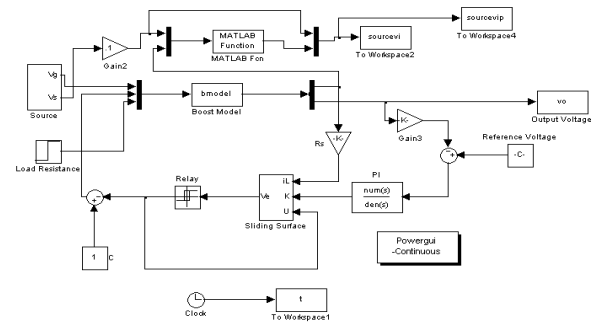 sourcevip
To Workspace4
MATLAB
Function
MATLAB Fcn
sourcevi
To Workspace2
.1
Gain2
Vg
Vs
Source
bmodel
Boost Model
vo
Output Voltage
-K-
Gain3
Reference Voltage
-C-
-K-
Rs
Load Resistance
Relay
Ve
iL
K
U
Sliding Surface
PI
num(s)
den(s)
1
C
Powergui
-Continuous
Clock
t
To Workspace1